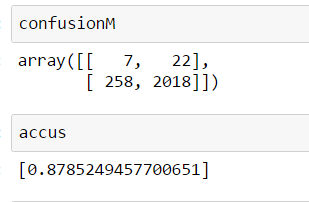 confusionM
array([[   7,   22],
       [ 258, 2018]])
accus
[0.8785249457700651]